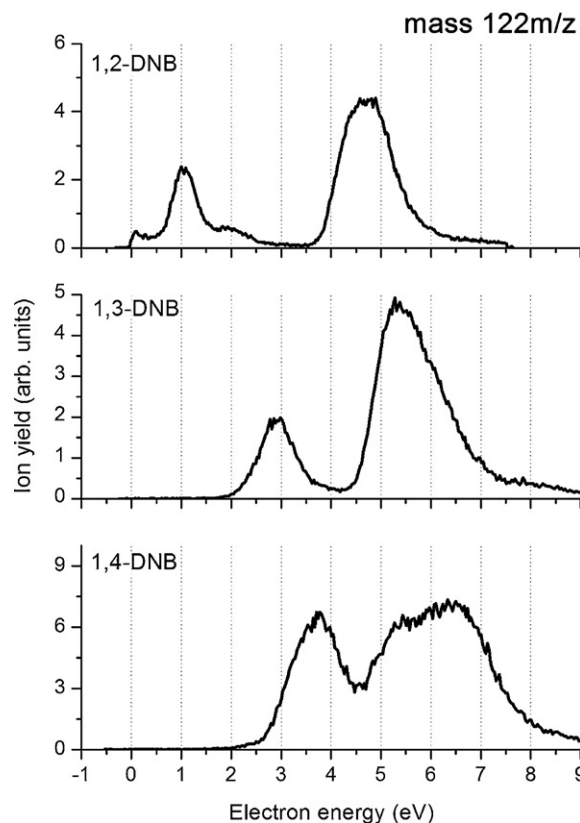 mass 122m/z
6
1,2-DNB
4
2
0
5
1,3-DNB
4
3
2
1
0
Ion yield (arb. units)
9
1,4-DNB
6
3
0
-1 0 1 2 3 4 5 6 7 8 9
Electron energy (eV)